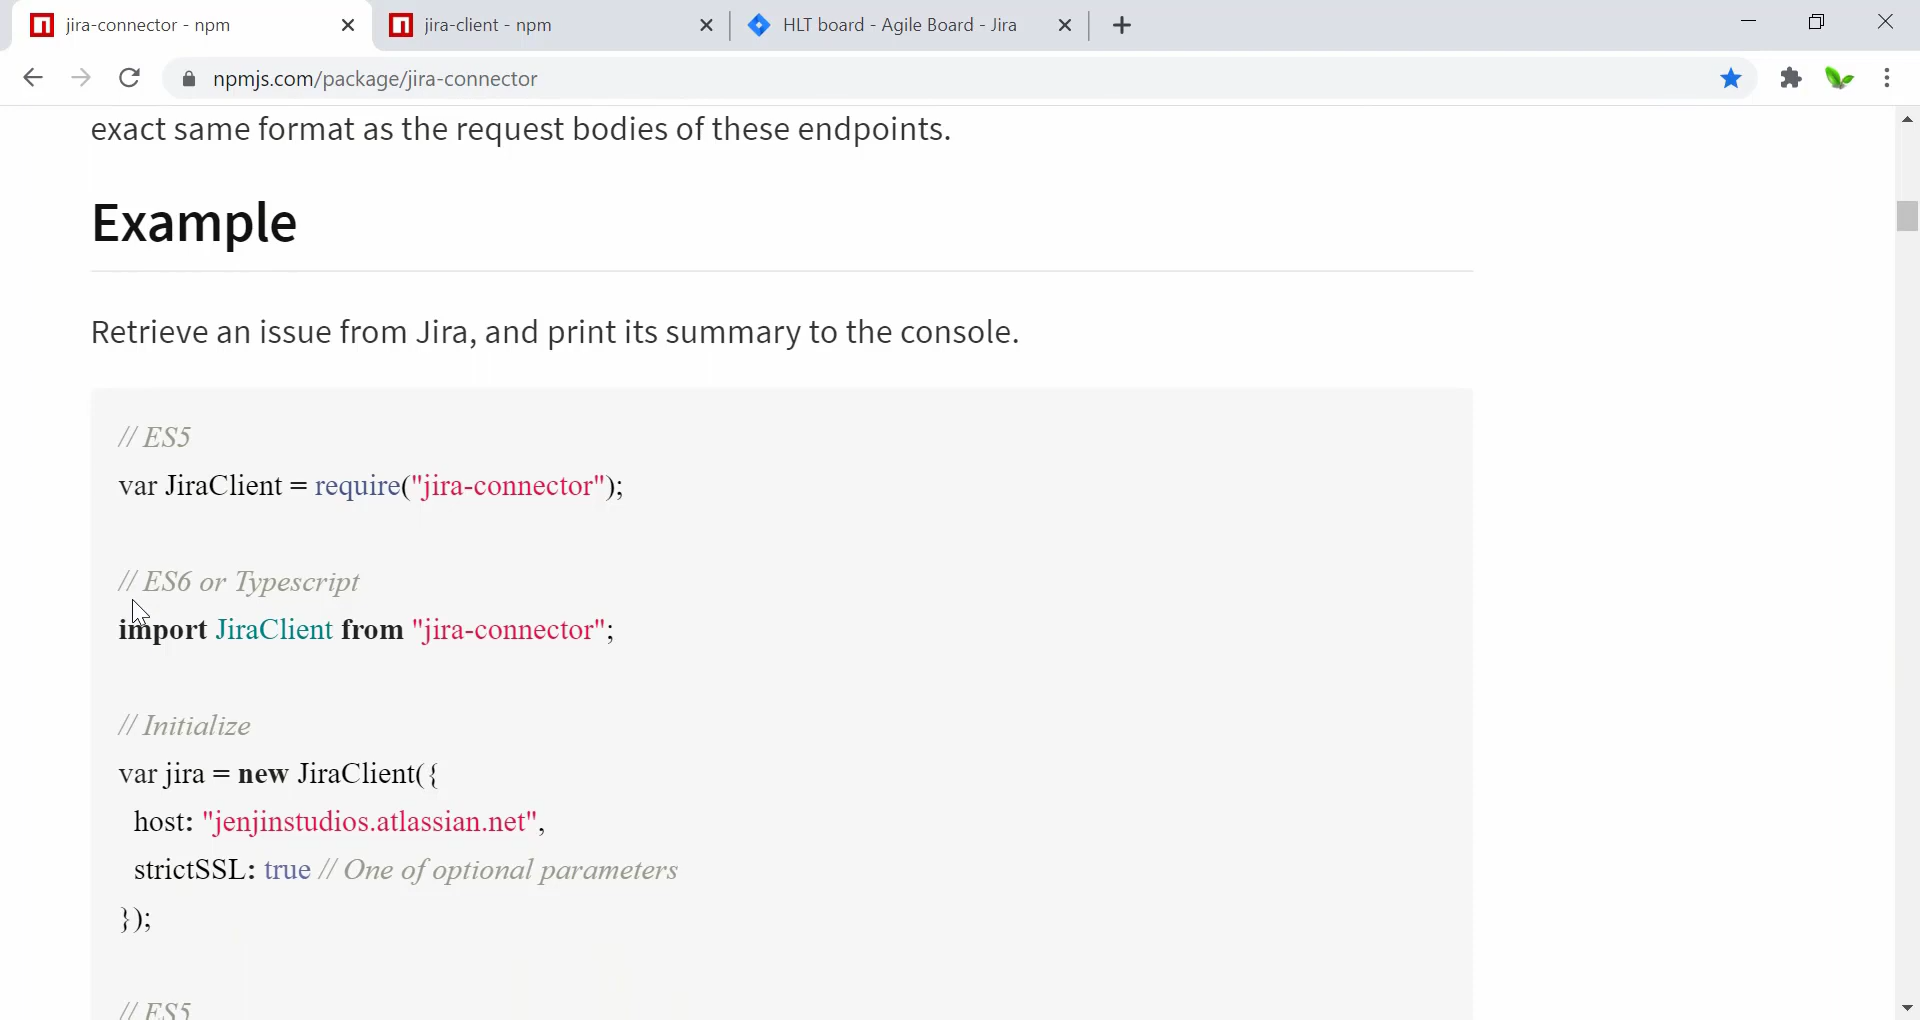 jira-connector - npm
jira-client - npm
HLT board - Agile Board - Jira
npmjs.com/package/jira-connector
exact same format as the request bodies of these endpoints.
Example
Retrieve an issue from Jira, and print its summary to the console.
// ES5
var JiraClient = require("jira-connector");
// ES6 or Typescript
import JiraClient from "jira-connector";
// Initialize
var jira = new JiraClient({
host: "jenjinstudios.atlassian.net",
strictSSL: true // One of optional parameters
});
// ES5